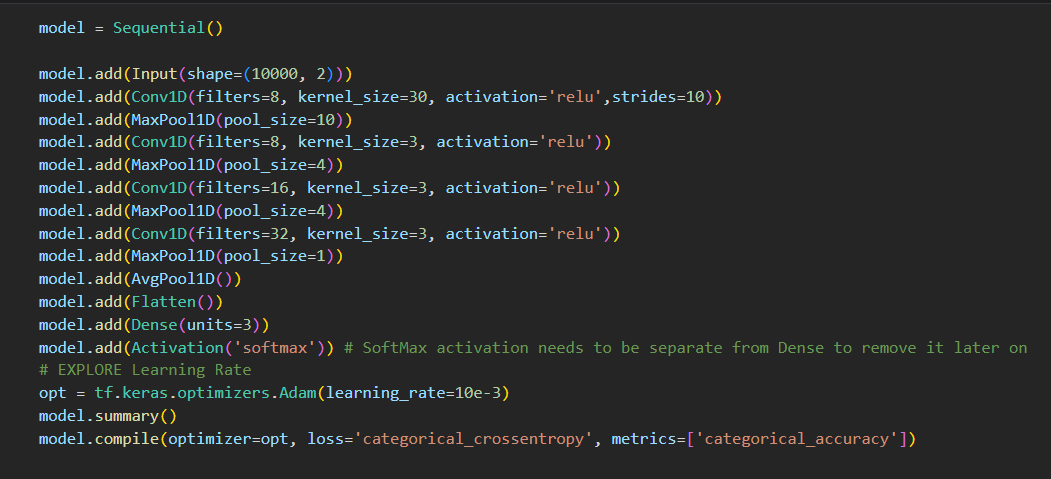 model = Sequential()
model.add(Input(shape=(10000, 2)))
model.add(Conv1D(filters=8, kernel_size=30, activation='relu',strides=10))
model.add(MaxPool1D(pool_size=10))
model.add(Conv1D(filters=8, kernel_size=3, activation='relu'))
model.add(MaxPool1D(pool_size=4))
model.add(Conv1D(filters=16, kernel_size=3, activation='relu'))
model.add(MaxPool1D(pool_size=4))
model.add(Conv1D(filters=32, kernel_size=3, activation='relu'))
model.add(MaxPool1D(pool_size=1))
model.add(AvgPool1D())
model.add(Flatten())
model.add(Dense(units=3))
model.add(Activation('softmax')) # SoftMax activation needs to be separate from Dense to remove it later on
# EXPLORE Learning Rate
opt = tf.keras.optimizers.Adam(learning_rate=10e-3)
model.summary()
model.compile(optimizer=opt, loss='categorical_crossentropy', metrics=['categorical_accuracy'])